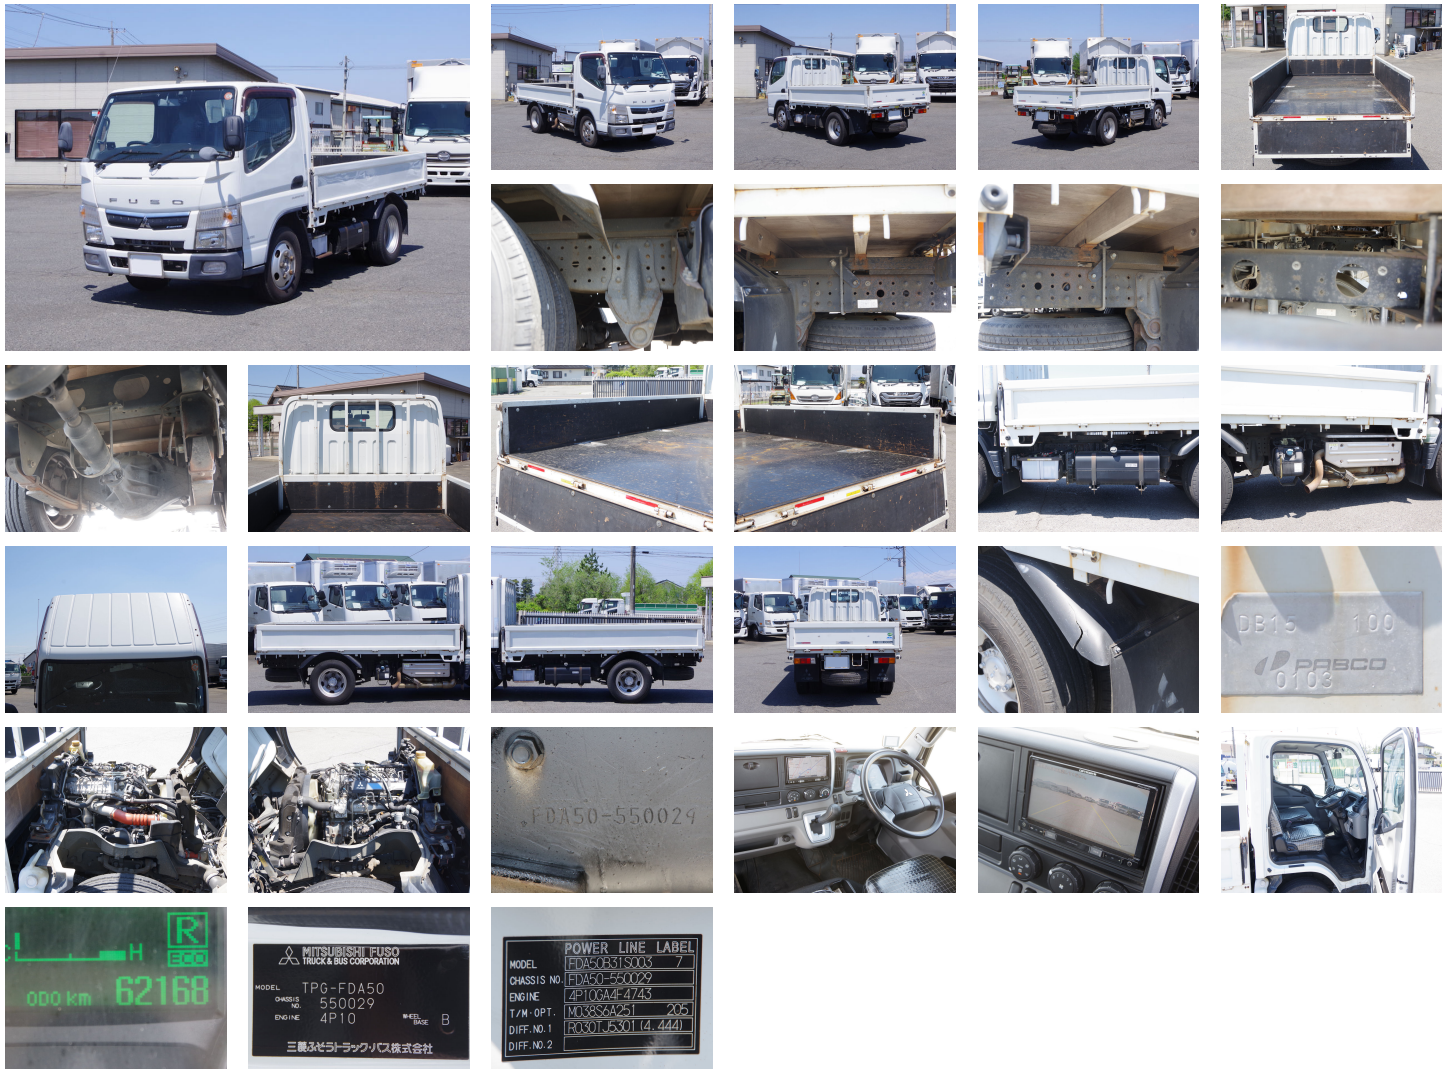 FUSO
DB15 100
PABCO
0103
FDA50-550029
H
R
ECO
ODO km 62168
MITSUBISHI FUSO
TRUCK & BUS CORPORATION
MODEL TPG-FDA50
CHASSIS NO. 550029
ENGINE 4P10 WHEEL BASE B
三菱ふそうトラック・バス株式会社
POWER LINE LABEL
MODEL FDA50B31S003 7
CHASSIS NO. FDA50-550029
ENGINE 4P10GA4F4743
T/M・OPT. M038S6A251 205
DIFF.NO.1 R030TJ5301(4.444)
DIFF.NO.2